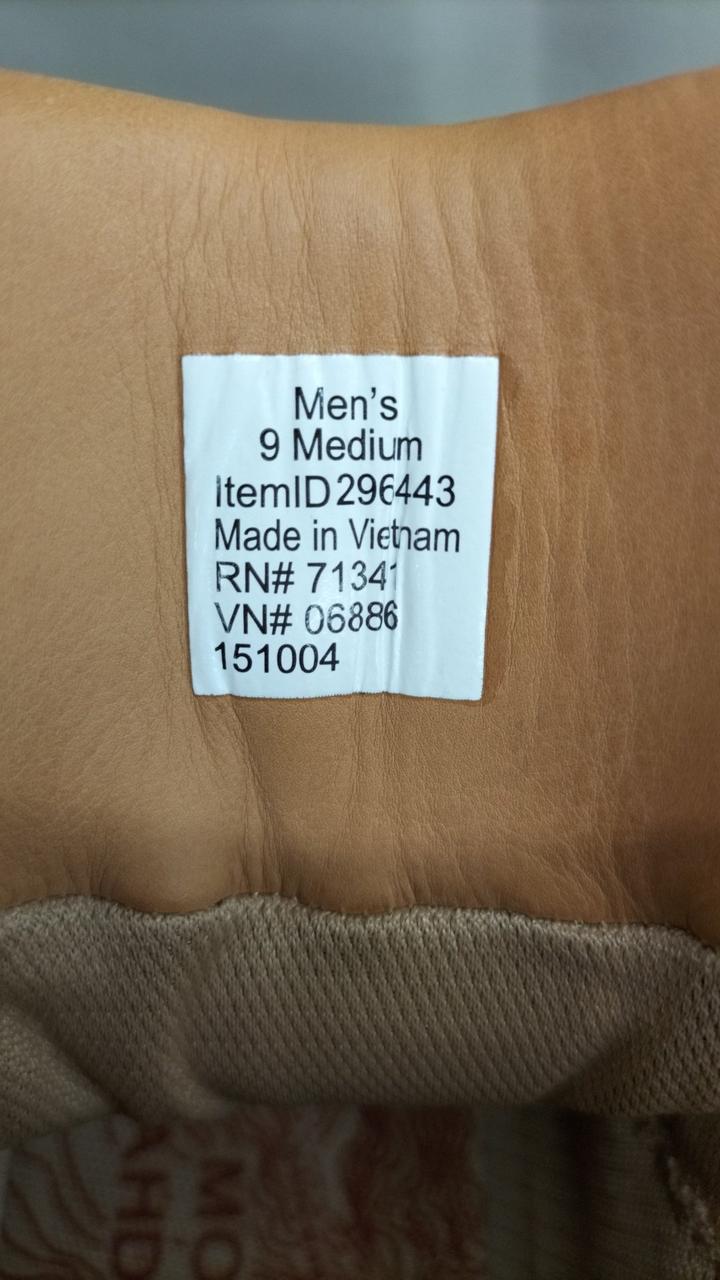 Men's
9 Medium
ItemID 296443
Made in Vietnam
RN# 71341
VN# 06886
151004